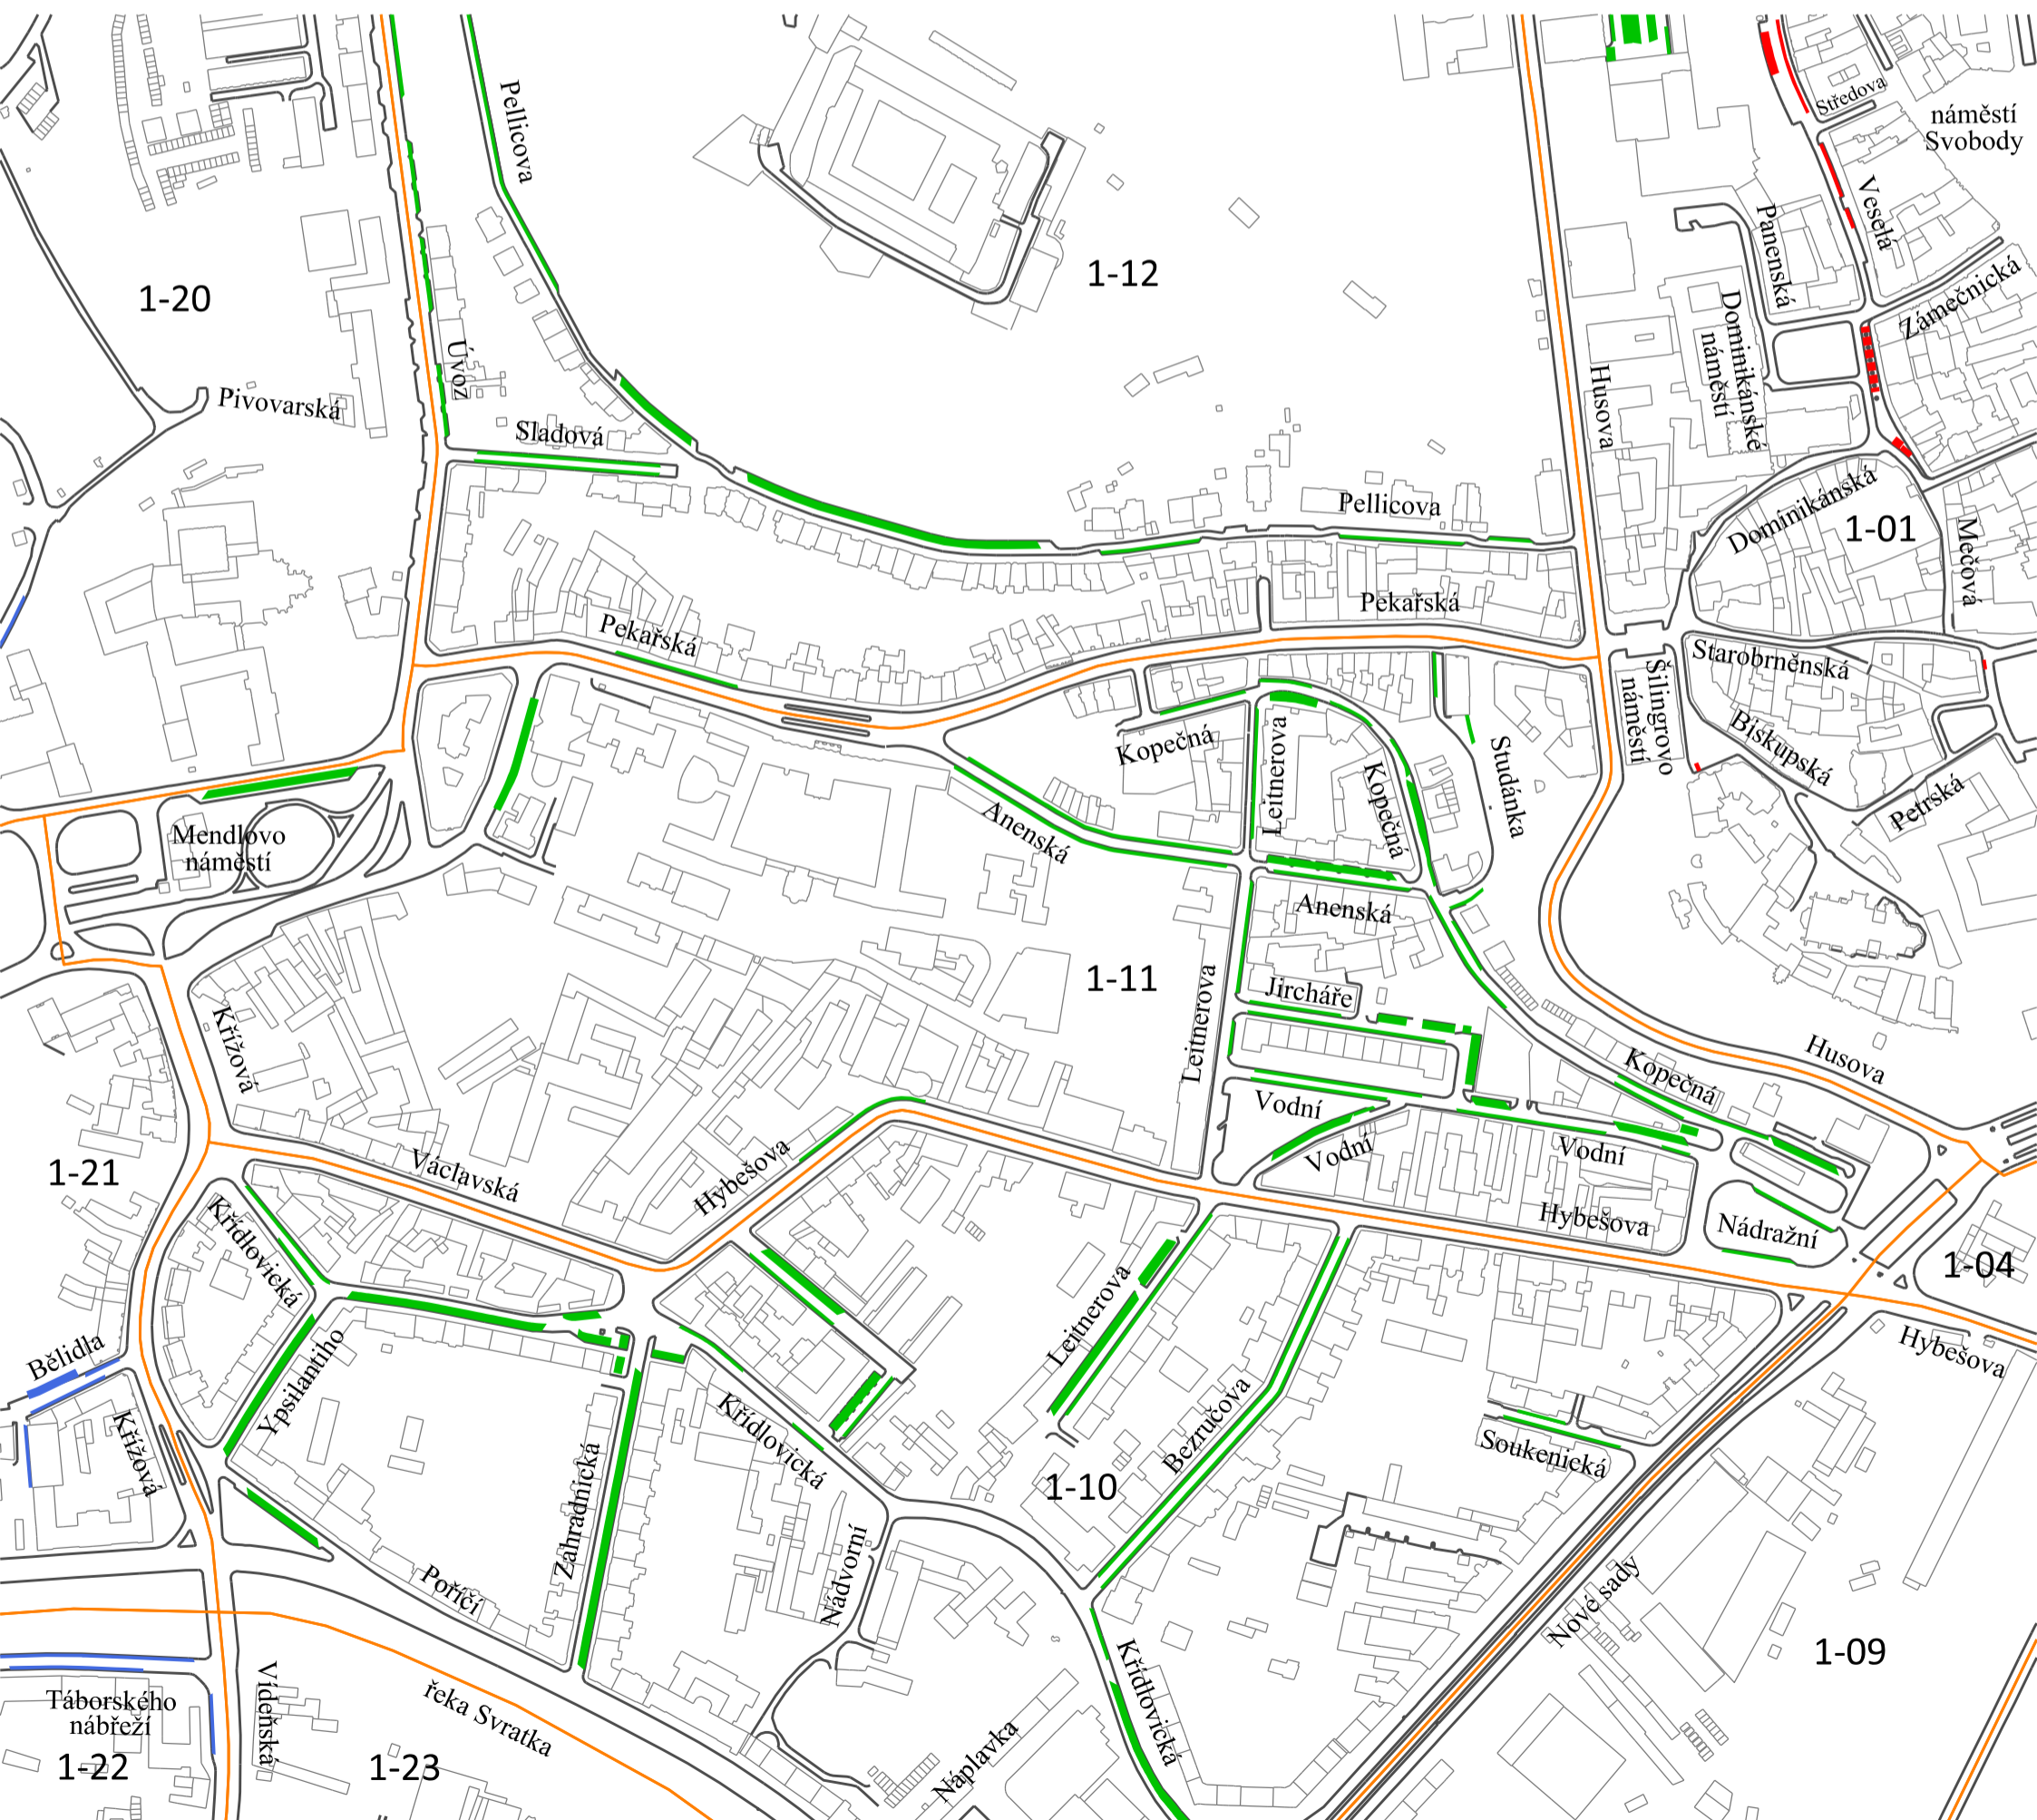 Pellicova
Středova
náměstí
Svobody
Veselá
Panenská
1-12
1-20
Zámečnická
Dominikánské
náměstí
Úvoz
Pivovarská
Husova
Sladová
Pellicova
Dominikánská
1-01
Mečová
Pekařská
Pekařská
Starobrněnská
Šilingrovo
náměstí
Biskupská
Kopečná
Leitnerova
Kopečná
Studánka
Petrská
Anenská
Mendlovo
náměstí
Anenská
1-11
Jircháře
Leitnerova
Křížová
Husova
Kopečná
Vodní
Vodní
Vodní
1-21
Václavská
Hybešova
Křídlovická
Hybešova
Nádražní
1-04
Leitnerova
Bělidla
Ypsilantiho
Hybešova
Křížová
Křídlovická
Bezručova
Soukenická
1-10
Zahradnická
Nádvorní
Poříčí
Nové sady
1-09
Křídlovická
Táborského
nábřeží
Vídeňská
řeka Svratka
Náplavka
1-22
1-23